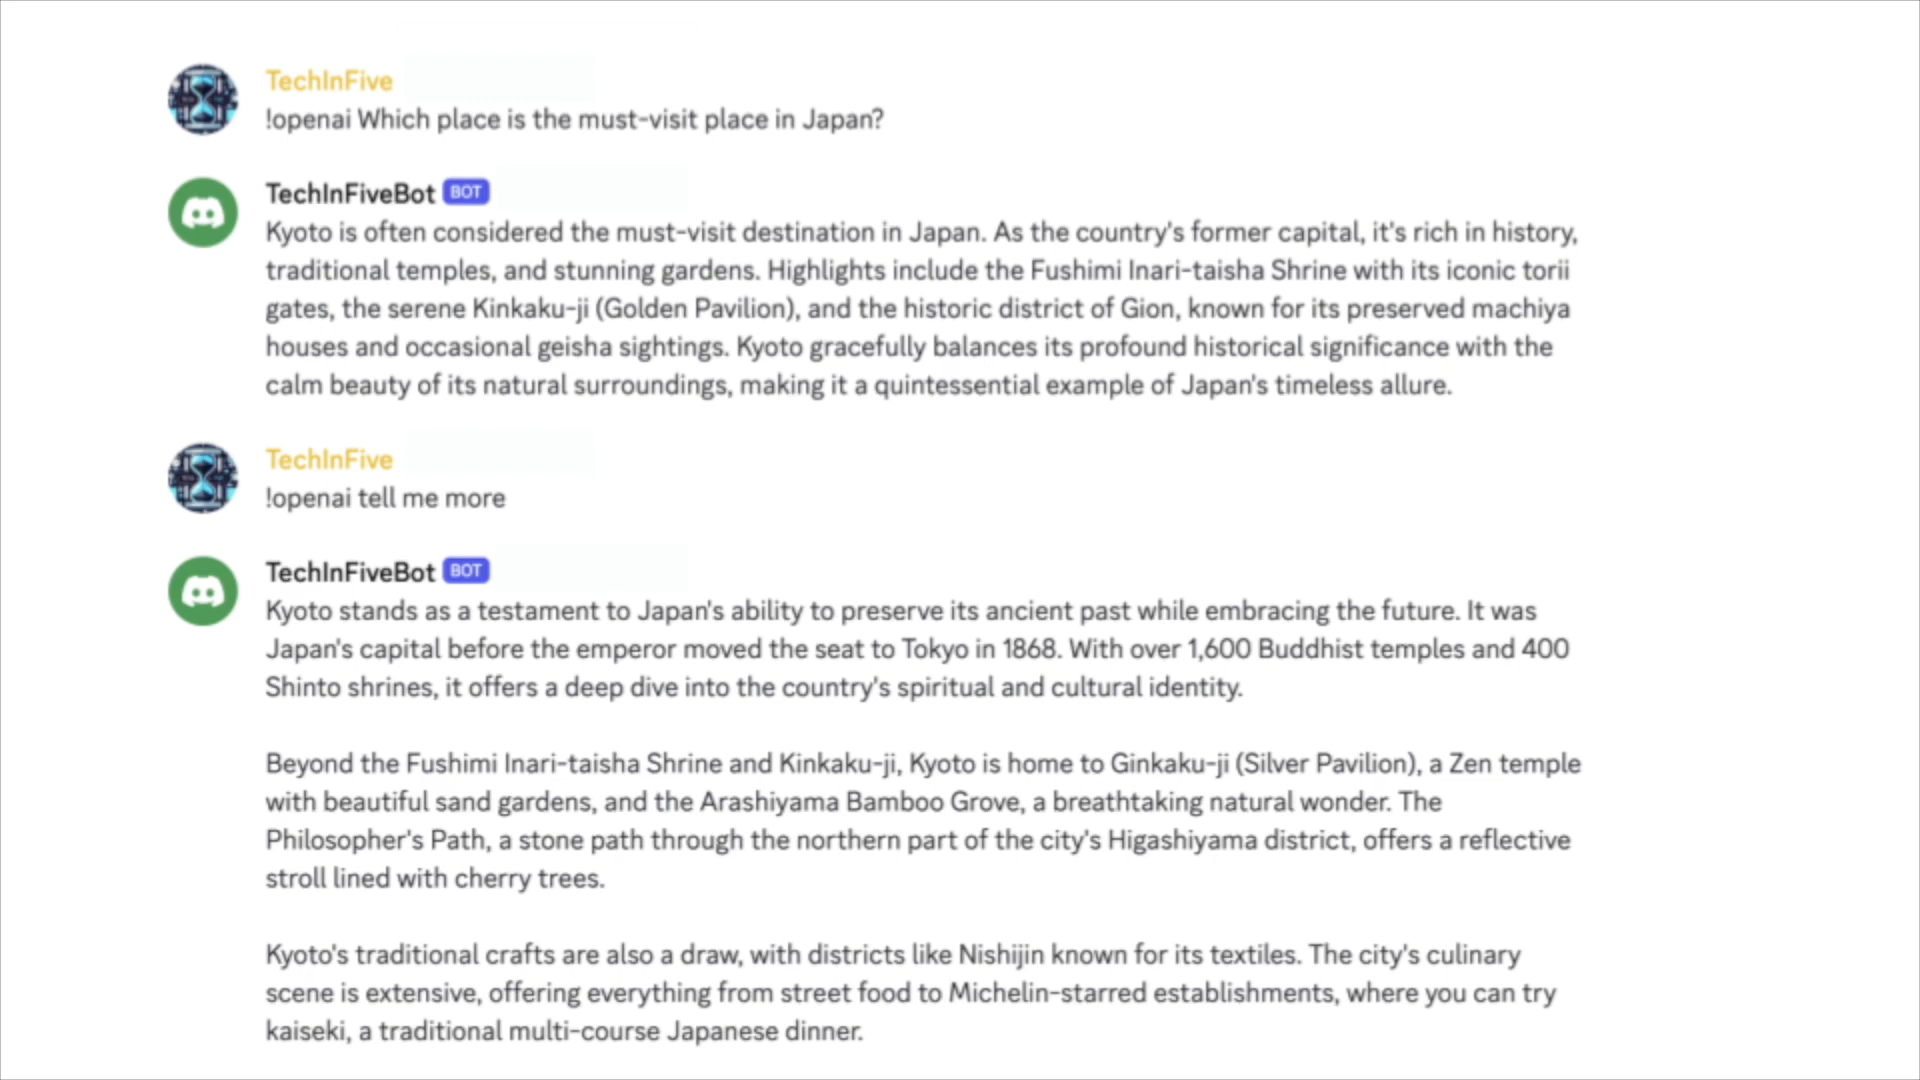 TechInFive
!openai Which place is the must-visit place in Japan?
TechInFiveBot BOT
Kyoto is often considered the must-visit destination in Japan. As the country's former capital, it's rich in history,
traditional temples, and stunning gardens. Highlights include the Fushimi Inari-taisha Shrine with its iconic torii
gates, the serene Kinkaku-ji (Golden Pavilion), and the historic district of Gion, known for its preserved machiya
houses and occasional geisha sightings. Kyoto gracefully balances its profound historical significance with the
calm beauty of its natural surroundings, making it a quintessential example of Japan's timeless allure.
TechInFive
!openai tell me more
TechInFiveBot BOT
Kyoto stands as a testament to Japan's ability to preserve its ancient past while embracing the future. It was
Japan's capital before the emperor moved the seat to Tokyo in 1868. With over 1,600 Buddhist temples and 400
Shinto shrines, it offers a deep dive into the country's spiritual and cultural identity.
Beyond the Fushimi Inari-taisha Shrine and Kinkaku-ji, Kyoto is home to Ginkaku-ji (Silver Pavilion), a Zen temple
with beautiful sand gardens, and the Arashiyama Bamboo Grove, a breathtaking natural wonder. The
Philosopher's Path, a stone path through the northern part of the city's Higashiyama district, offers a reflective
stroll lined with cherry trees.
Kyoto's traditional crafts are also a draw, with districts like Nishijin known for its textiles. The city's culinary
scene is extensive, offering everything from street food to Michelin-starred establishments, where you can try
kaiseki, a traditional multi-course Japanese dinner.